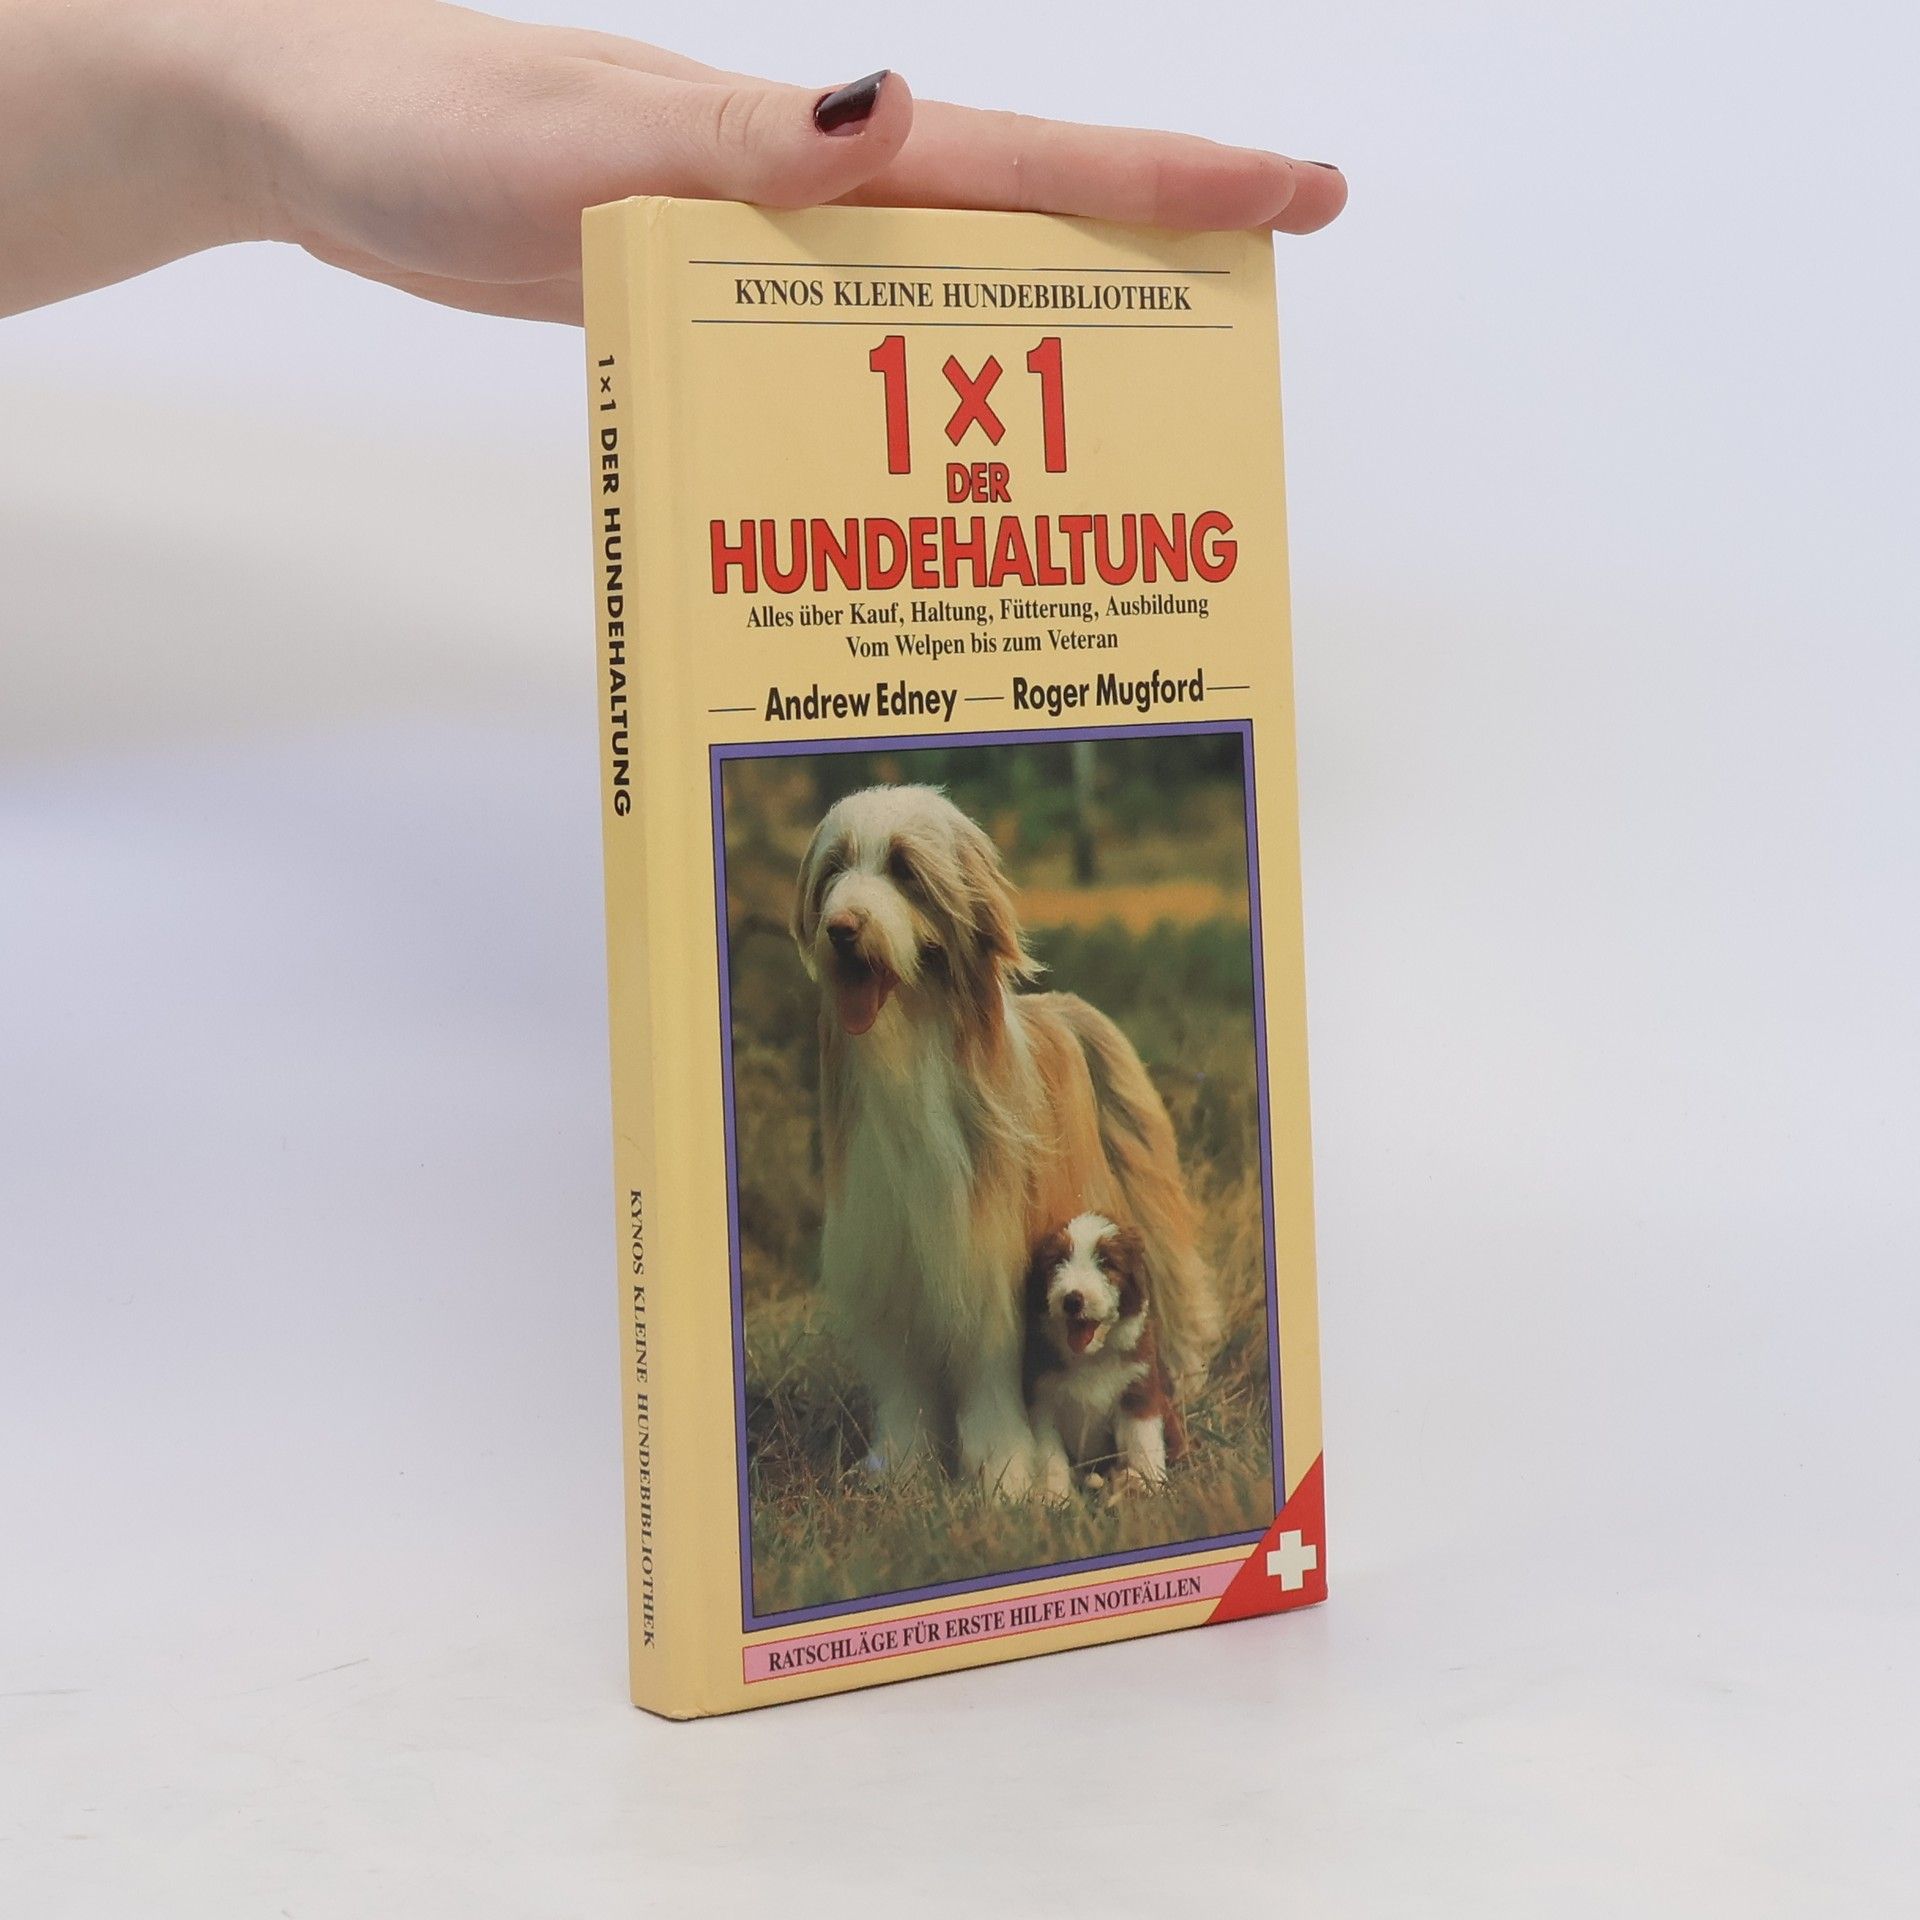 KYNOS KLEINE HUNDEBIBLIOTHEK
1×1
DER
HUNDEHALTUNG
Alles über Kauf, Haltung, Fütterung, Ausbildung
Vom Welpen bis zum Veteran
Andrew Edney — Roger Mugford
RATSCHLÄGE FÜR ERSTE HILFE IN NOTFÄLLEN
1×1 DER HUNDEHALTUNG
KYNOS KLEINE HUNDEBIBLIOTHEK